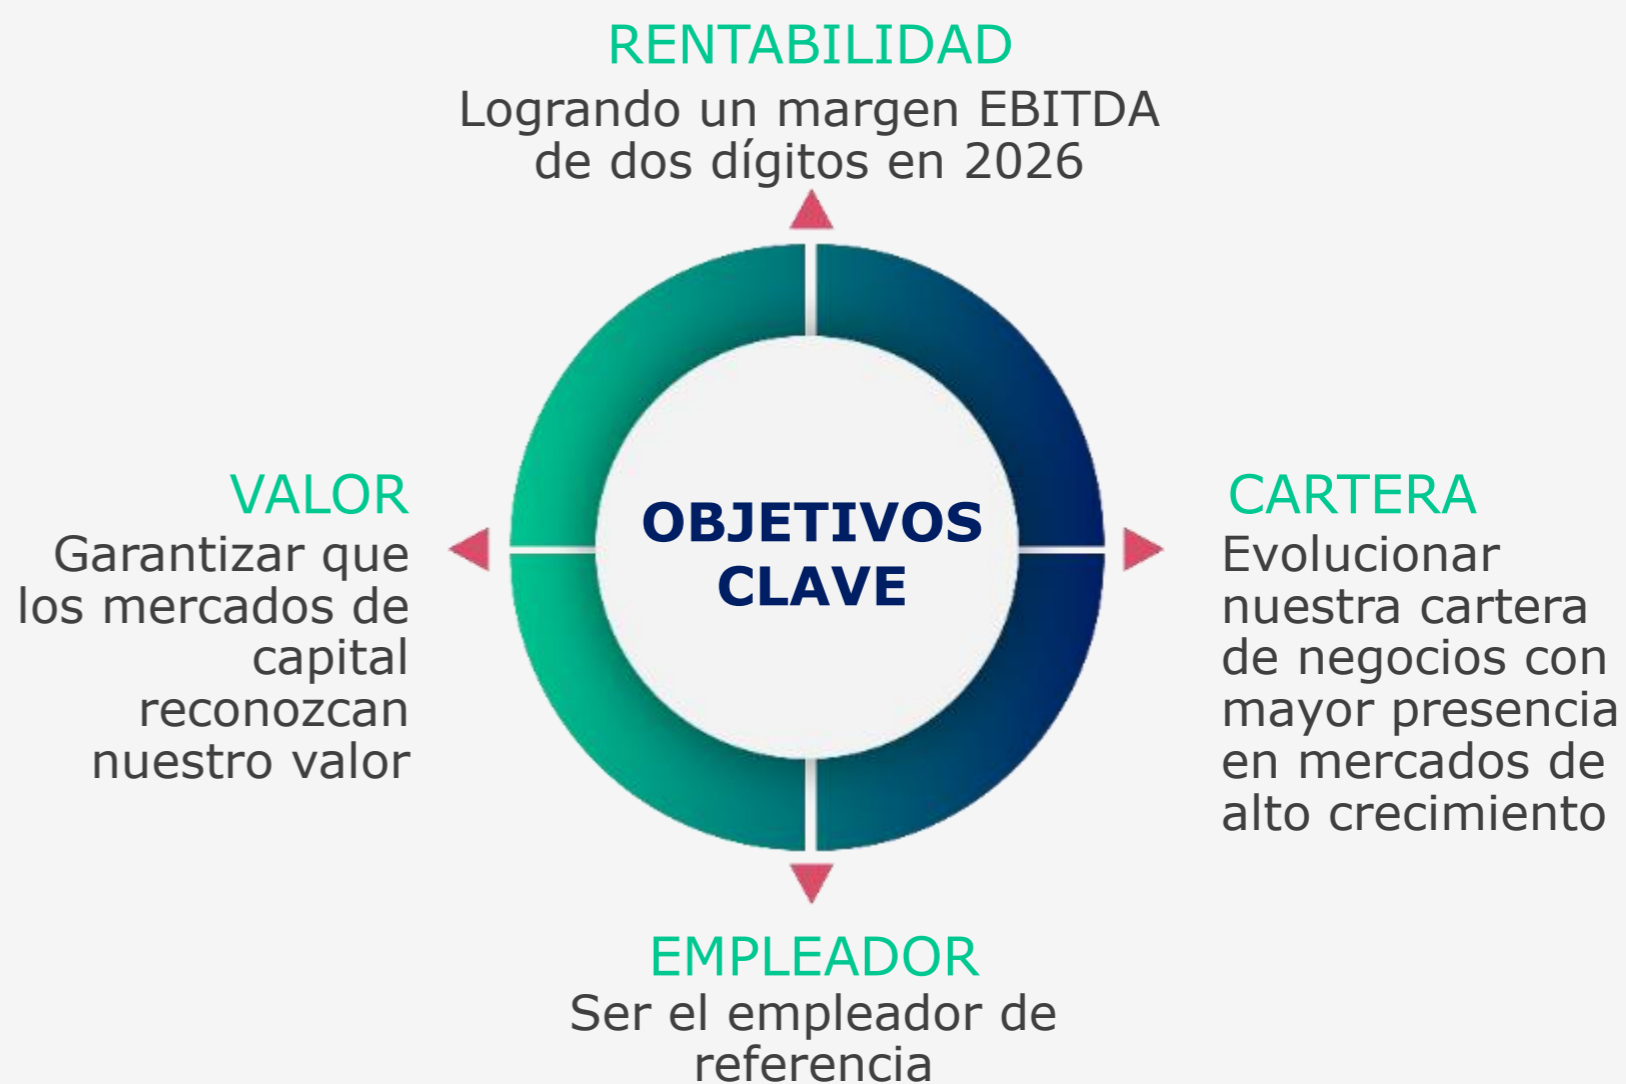 RENTABILIDAD
Logrando un margen EBITDA
de dos dígitos en 2026
VALOR
Garantizar que
los mercados de
capital
reconozcan
nuestro valor
OBJETIVOS
CLAVE
CARTERA
Evolucionar
nuestra cartera
de negocios con
mayor presencia
en mercados de
alto crecimiento
EMPLEADOR
Ser el empleador de
referencia